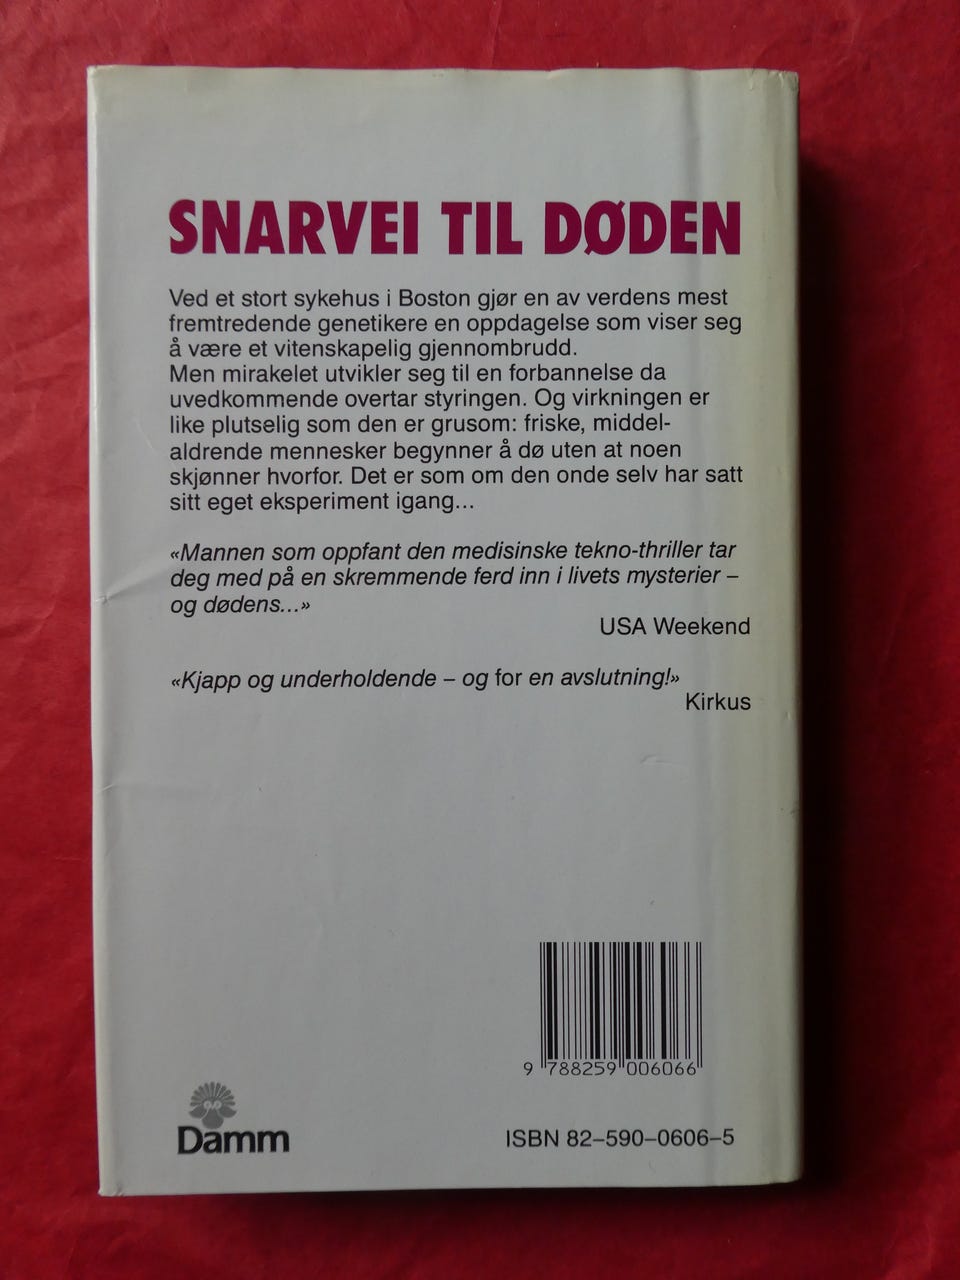 SNARVEI TIL DØDEN
Ved et stort sykehus i Boston gjør en av verdens mest
fremtredende genetikere en oppdagelse som viser seg
å være et vitenskapelig gjennombrudd.
Men mirakelet utvikler seg til en forbannelse da
uvedkommende overtar styringen. Og virkningen er
like plutselig som den er grusom: friske, middel-
aldrende mennesker begynner å dø uten at noen
skjønner hvorfor. Det er som om den onde selv har satt
sitt eget eksperiment igang...
«Mannen som oppfant den medisinske tekno-thriller tar
deg med på en skremmende ferd inn i livets mysterier –
og dødens...»
USA Weekend
«Kjapp og underholdende – og for en avslutning!»
Kirkus
9 788259 006066
Damm
ISBN 82–590–0606–5